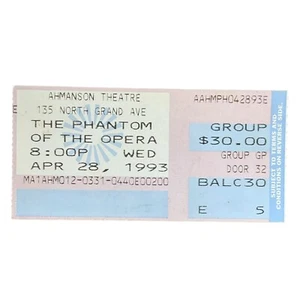 AHMANSON THEATRE
135 NORTH GRAND AVE
THE PHANTOM
OF THE OPERA
8:00P WED
APR 28, 1993
MA1AHM012-0331-0440E00200
AAHMPH042893E
GROUP
$30.00
GROUP GP
DOOR 32
BALC30
E 5
SUBJECT TO TERMS AND
CONDITIONS ON REVERSE SIDE.